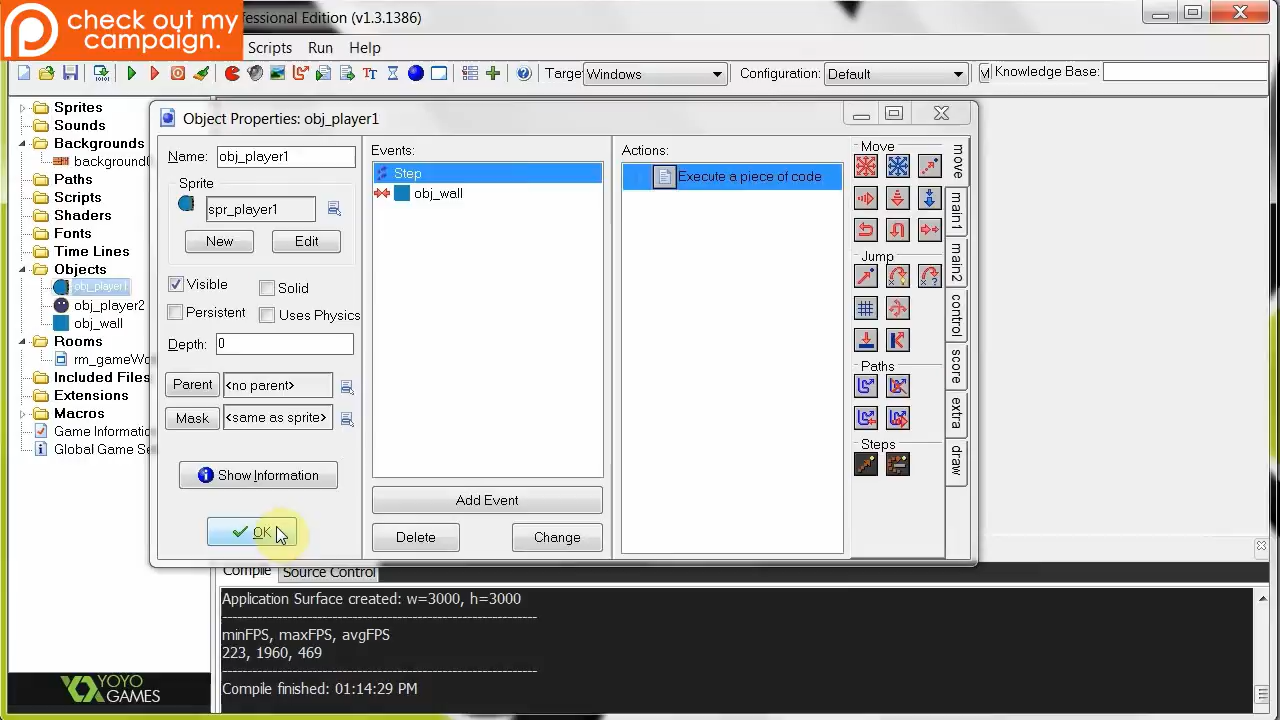 check out my
campaign.
ofessional Edition (v1.3.1386)
Scripts Run Help
Target
Windows
Configuration: Default
Knowledge Base:
Sprites
Sounds
Backgrounds
background
Paths
Scripts
Shaders
Fonts
Time Lines
Objects
obj_player1
obj_player2
obj_wall
Rooms
rm_gameWo
Included Files
Extensions
Macros
Game Informatio
Global Game Se
YOYO
GAMES
Object Properties: obj_player1
Name: obj_player1
Sprite
spr_player1
New Edit
Visible Solid
Persistent Uses Physics
Depth: 0
Parent <no parent>
Mask <same as sprite>
Show Information
OK
Events:
Step
obj_wall
Add Event
Delete Change
Actions:
Execute a piece of code
Move
Jump
Paths
Steps
move
main1
main2
control
score
extra
draw
Compile Source Control
Application Surface created: w=3000, h=3000
minFPS, maxFPS, avgFPS
223, 1960, 469
Compile finished: 01:14:29 PM